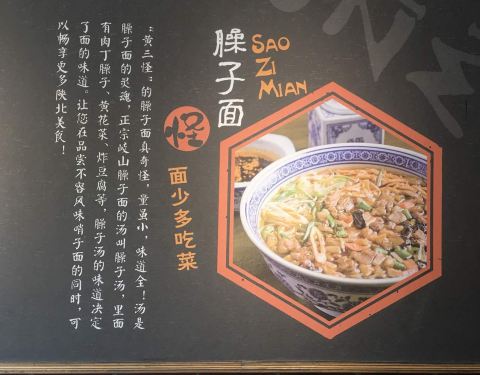 臊子面
SAO
ZI
MIAN
怪
面少多吃菜
“黄三怪”的臊子面真奇怪，量虽小，味道全！汤是
臊子面的灵魂，正宗岐山臊子面的汤叫臊子汤，里面
有肉丁臊子、黄花菜、炸豆腐等，臊子汤的味道决定
了面的味道。让您在品尝不容风味哨子面的同时，可
以畅享更多陕北美食！